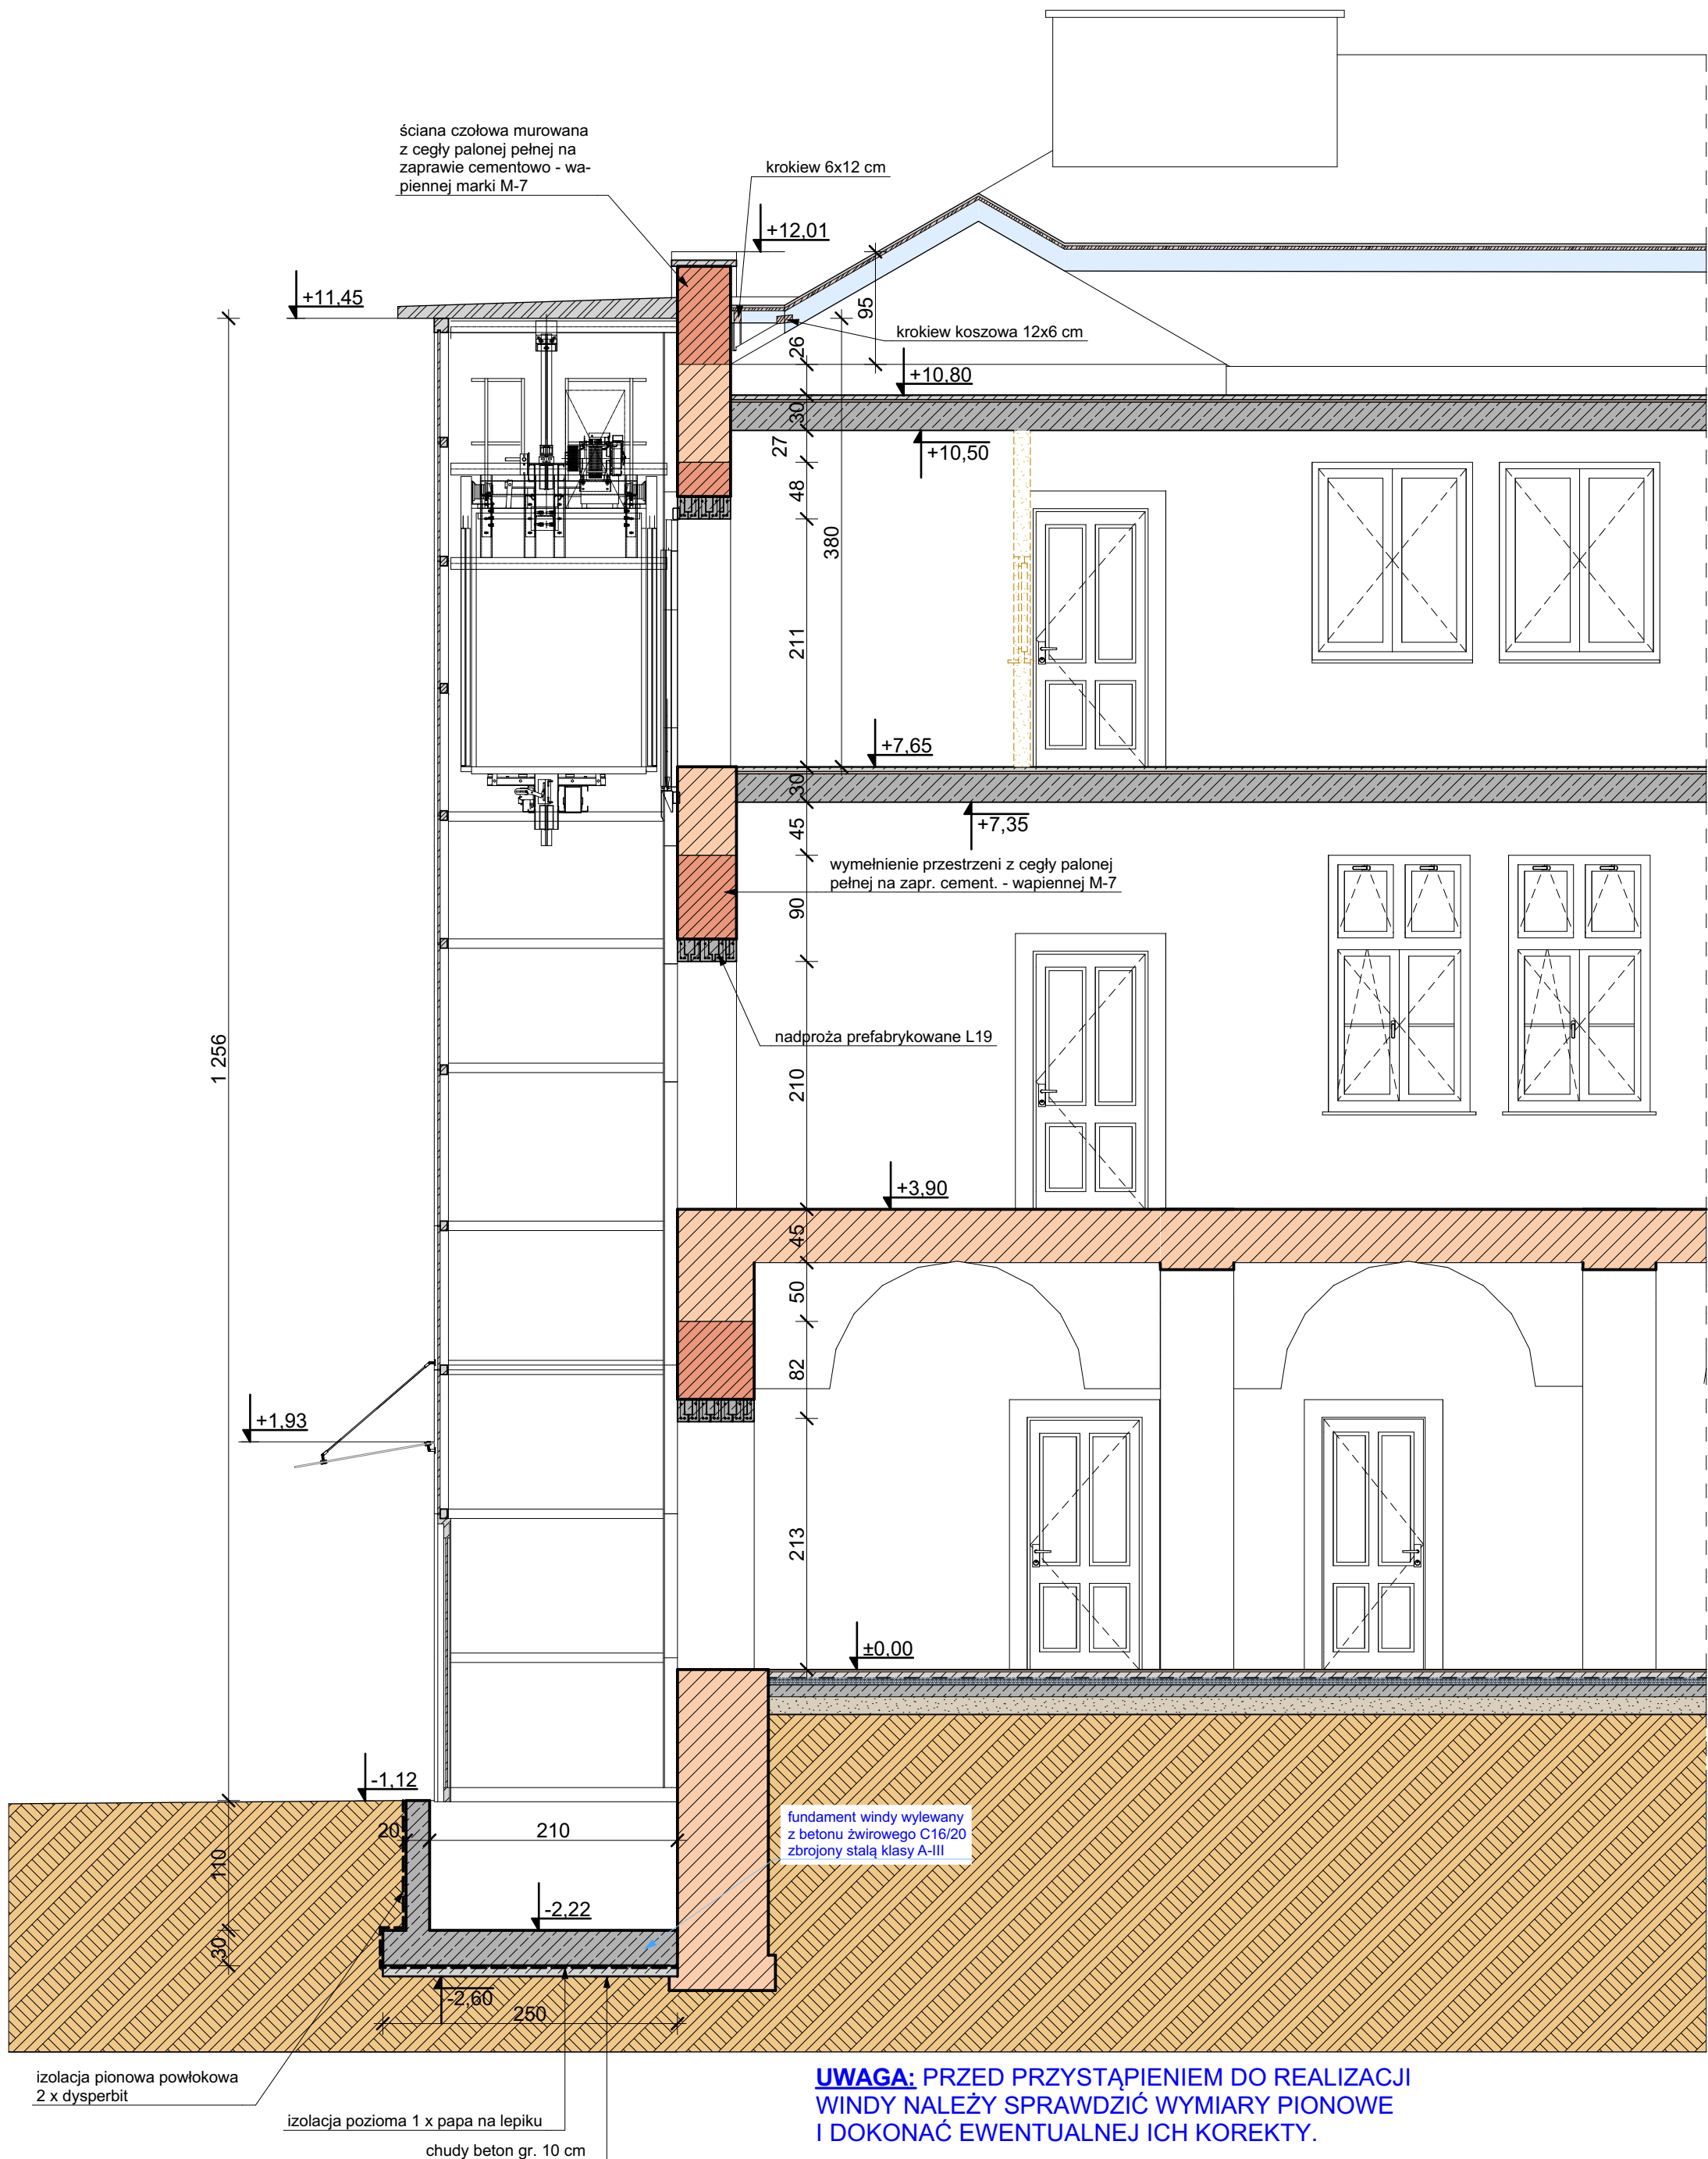 ściana czołowa murowana
z cegły palonej pełnej na
zaprawie cementowo - wa-
piennej marki M-7
krokiew 6x12 cm
+12,01
+11,45
95
krokiew koszowa 12x6 cm
26
+10,80
30
27
+10,50
48
380
211
+7,65
30
+7,35
45
wymełnienie przestrzeni z cegły palonej
pełnej na zapr. cement. - wapiennej M-7
90
nadproża prefabrykowane L19
1 256
210
+3,90
45
50
82
+1,93
213
±0,00
-1,12
20
210
fundament windy wylewany
z betonu żwirowego C16/20
zbrojony stalą klasy A-III
110
-2,22
30
-2,60
250
izolacja pionowa powłokowa
2 x dysperbit
izolacja pozioma 1 x papa na lepiku
chudy beton gr. 10 cm
UWAGA: PRZED PRZYSTĄPIENIEM DO REALIZACJI
WINDY NALEŻY SPRAWDZIĆ WYMIARY PIONOWE
I DOKONAĆ EWENTUALNEJ ICH KOREKTY.